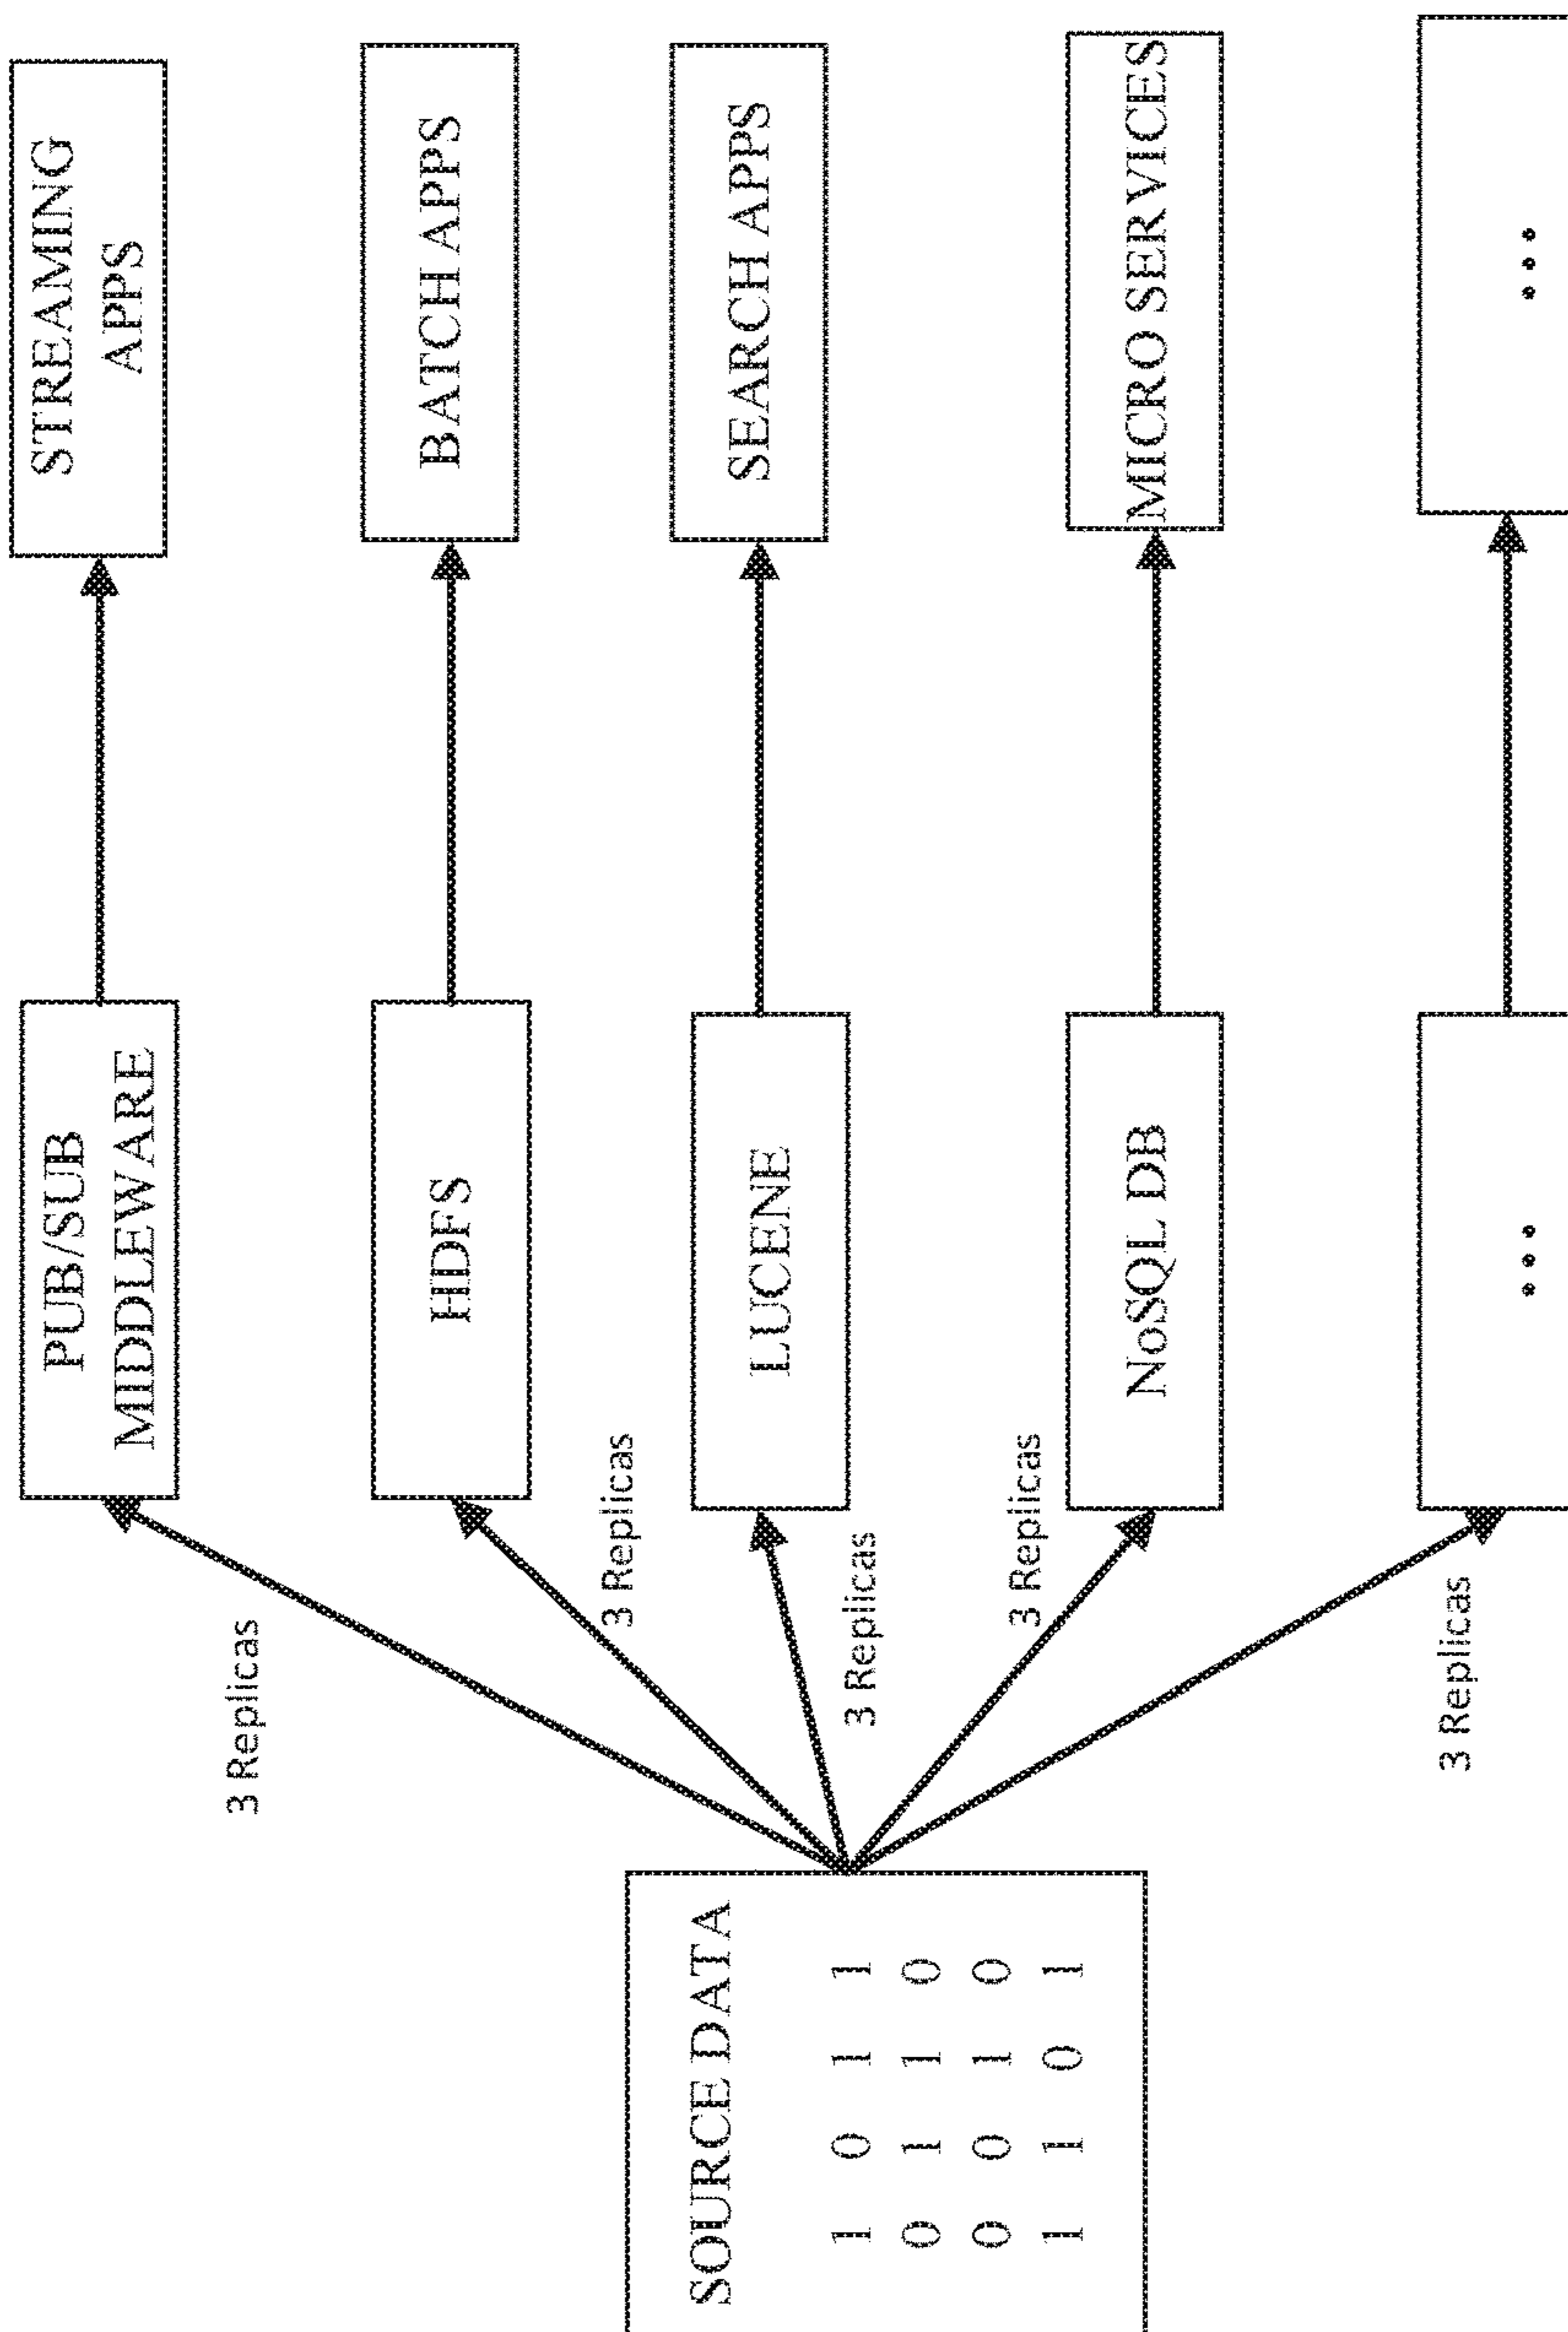 SOURCE DATA
1 0 1 1
0 1 1 0
0 0 1 0
1 1 0 1
3 Replicas
3 Replicas
3 Replicas
3 Replicas
3 Replicas
PUB/SUB
MIDDLEWARE
HDFS
LUCENE
NoSQL DB
...
STREAMING
APPS
BATCH APPS
SEARCH APPS
MICRO SERVICES
...